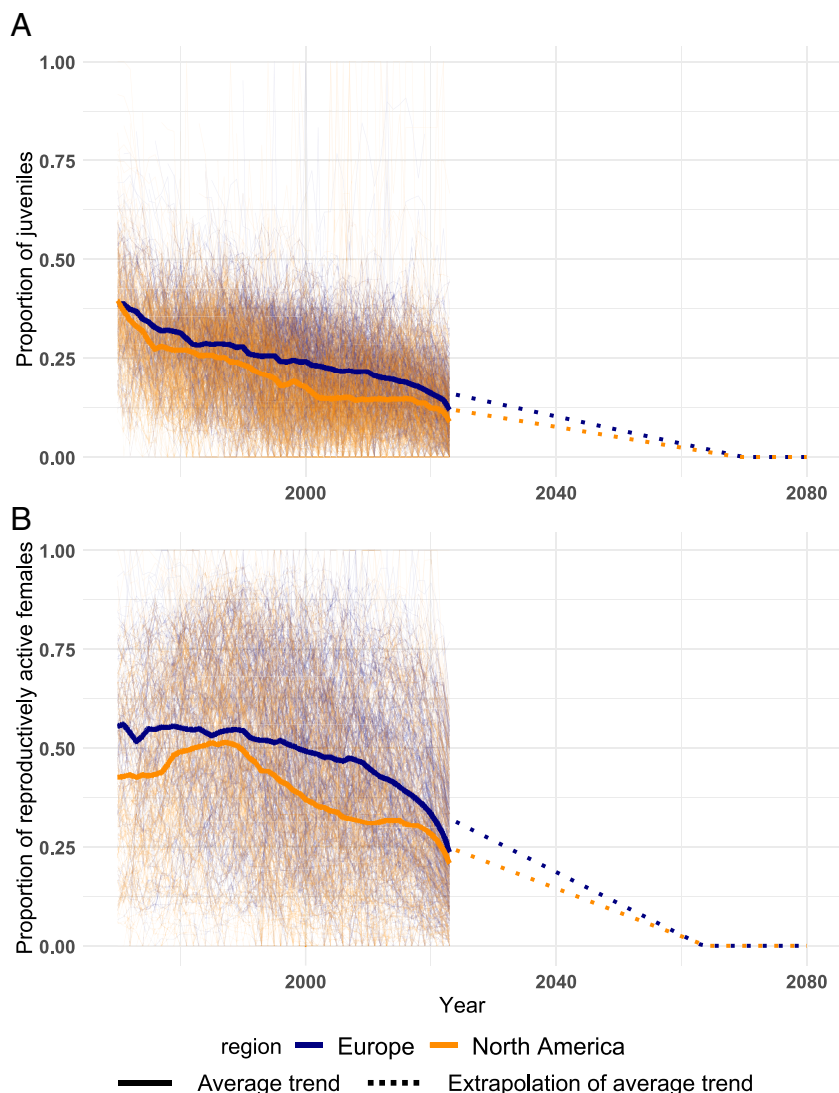 A
1.00
0.75
0.50
0.25
0.00
Proportion of juveniles
2000
2040
2080
B
1.00
0.75
0.50
0.25
0.00
Proportion of reproductively active females
2000
2040
2080
Year
region Europe North America
Average trend Extrapolation of average trend